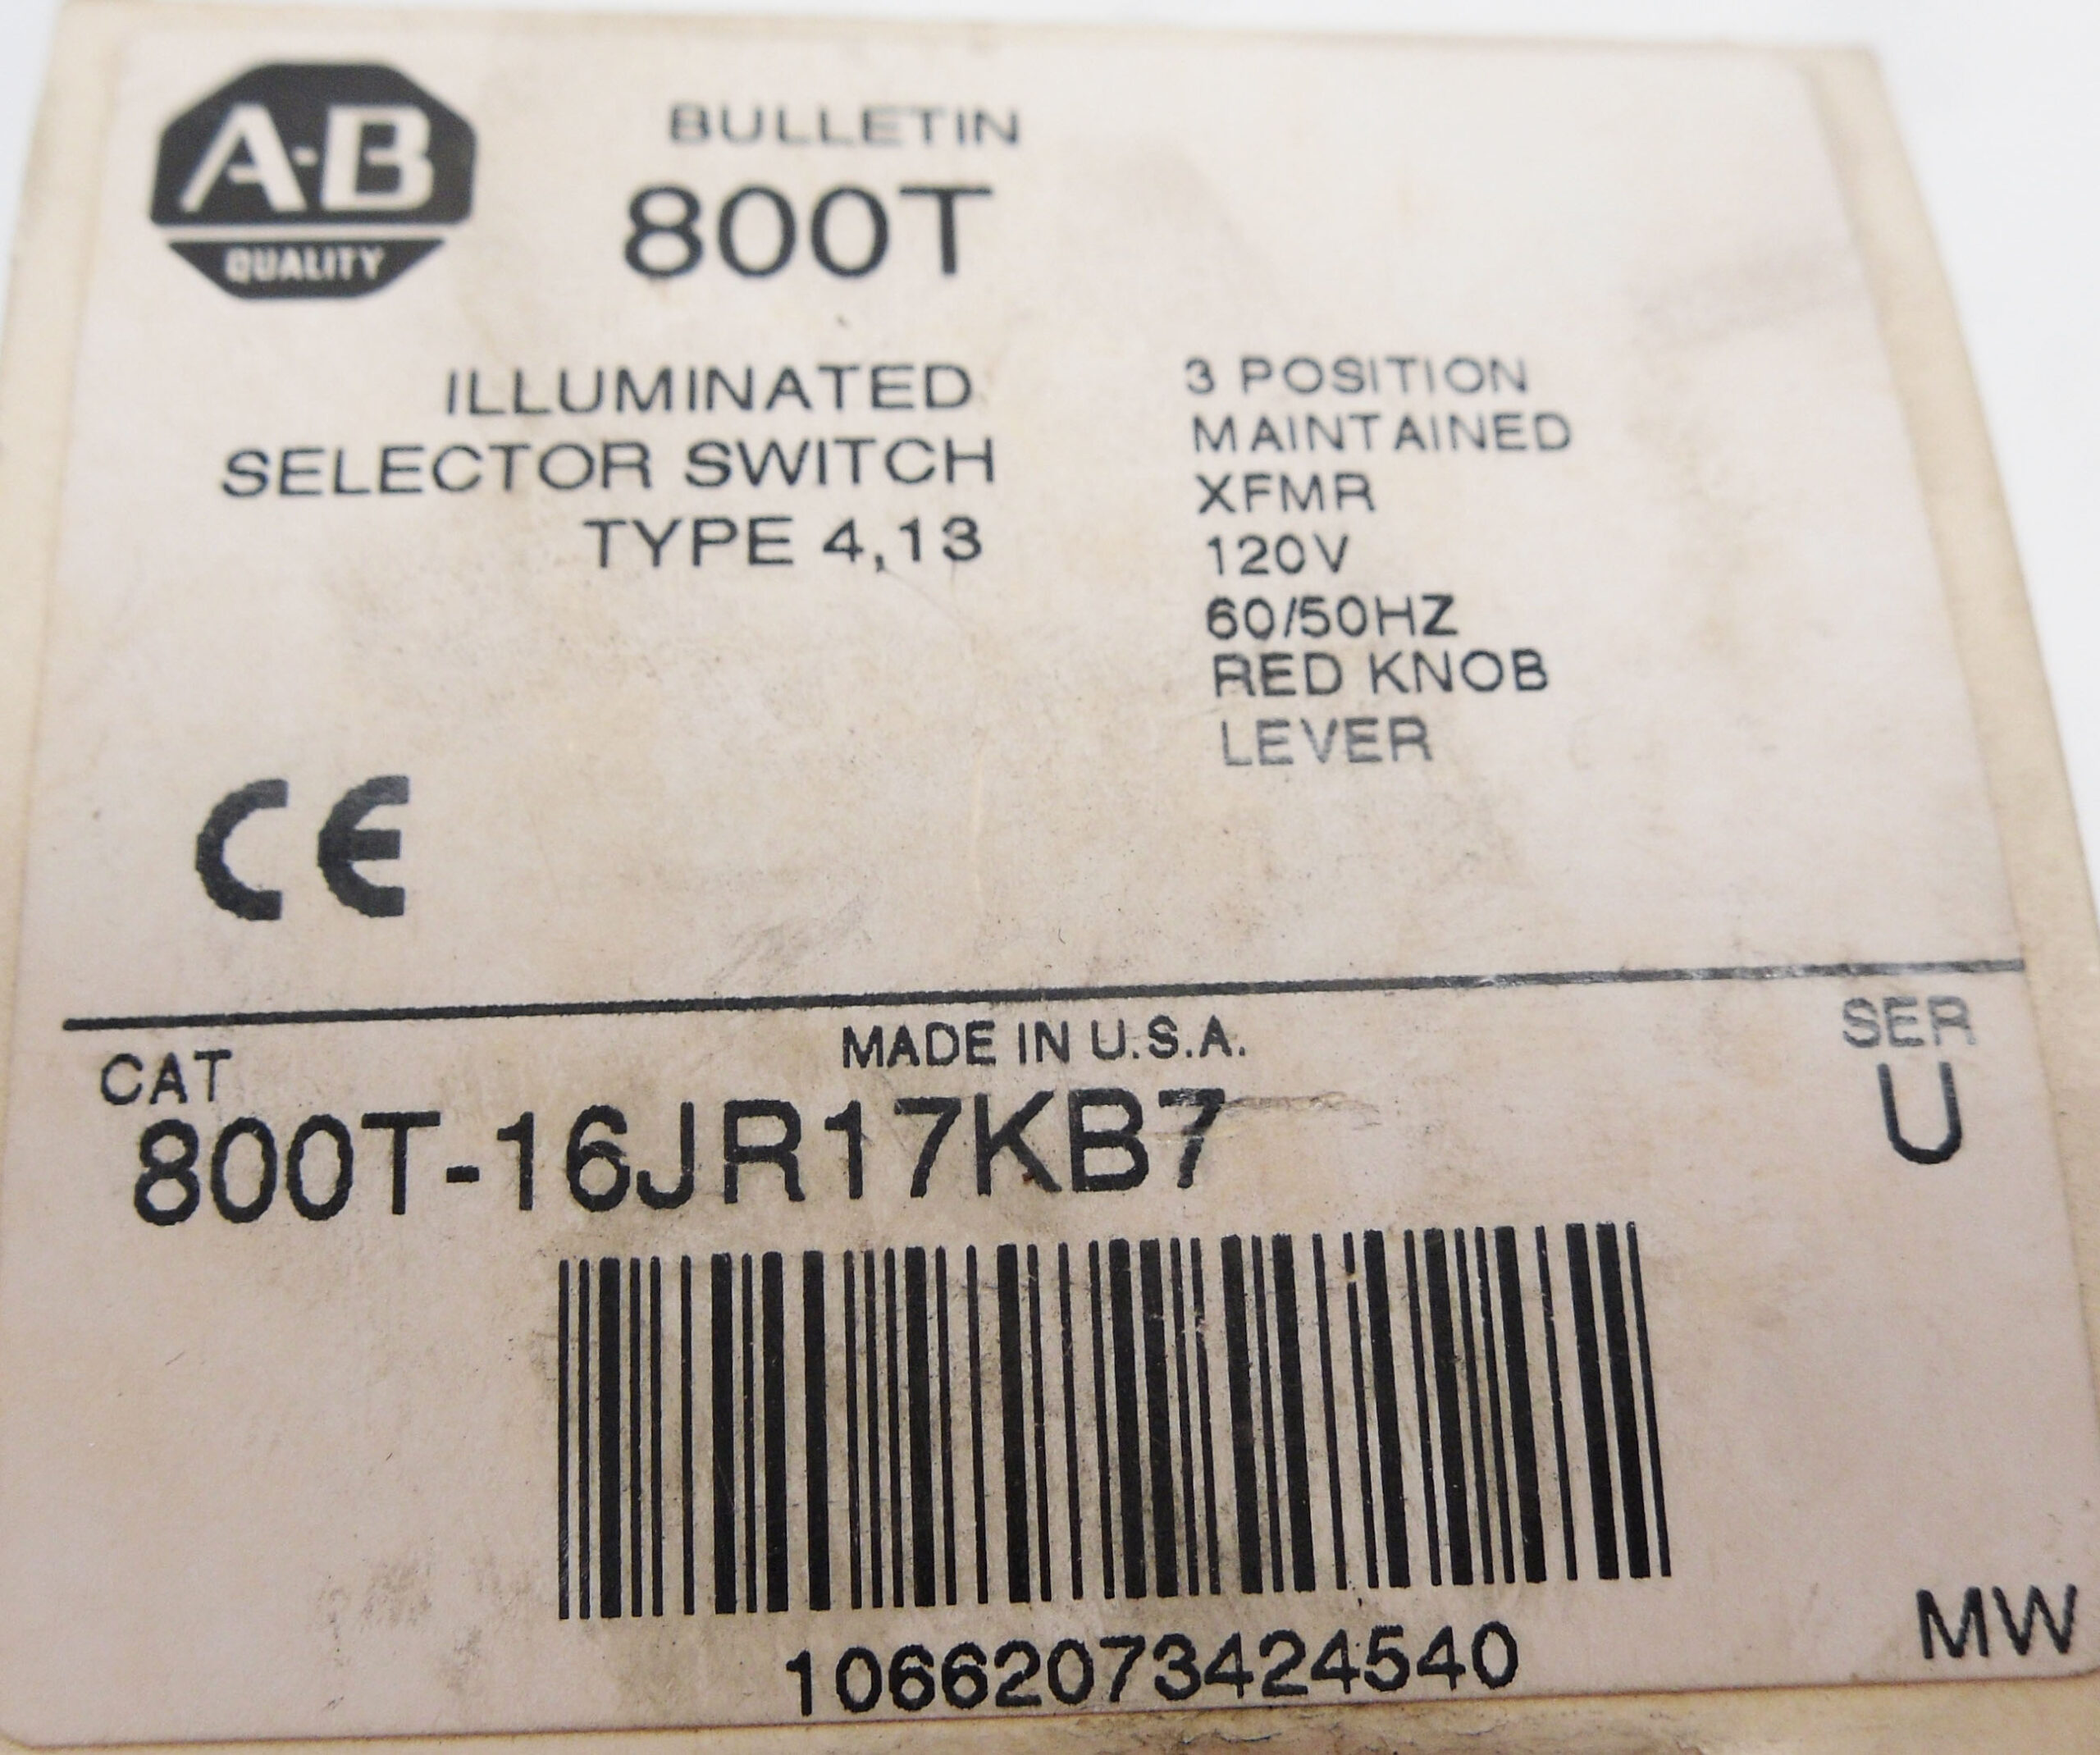 A-B
QUALITY
BULLETIN
800T
ILLUMINATED
SELECTOR SWITCH
TYPE 4,13
3 POSITION
MAINTAINED
XFMR
120V
60/50HZ
RED KNOB
LEVER
CE
MADE IN U.S.A.
CAT
800T-16JR17KB7
SER
U
10662073424540
MW